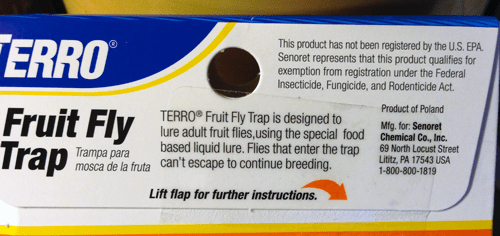 TERRO®
This product has not been registered by the U.S. EPA.
Senoret represents that this product qualifies for
exemption from registration under the Federal
Insecticide, Fungicide, and Rodenticide Act.
Fruit Fly
Trap
Trampa para
mosca de la fruta
TERRO® Fruit Fly Trap is designed to
lure adult fruit flies,using the special food
based liquid lure. Flies that enter the trap
can't escape to continue breeding.
Product of Poland
Mfg. for: Senoret
Chemical Co., Inc.
69 North Locust Street
Lititz, PA 17543 USA
1-800-800-1819
Lift flap for further instructions.